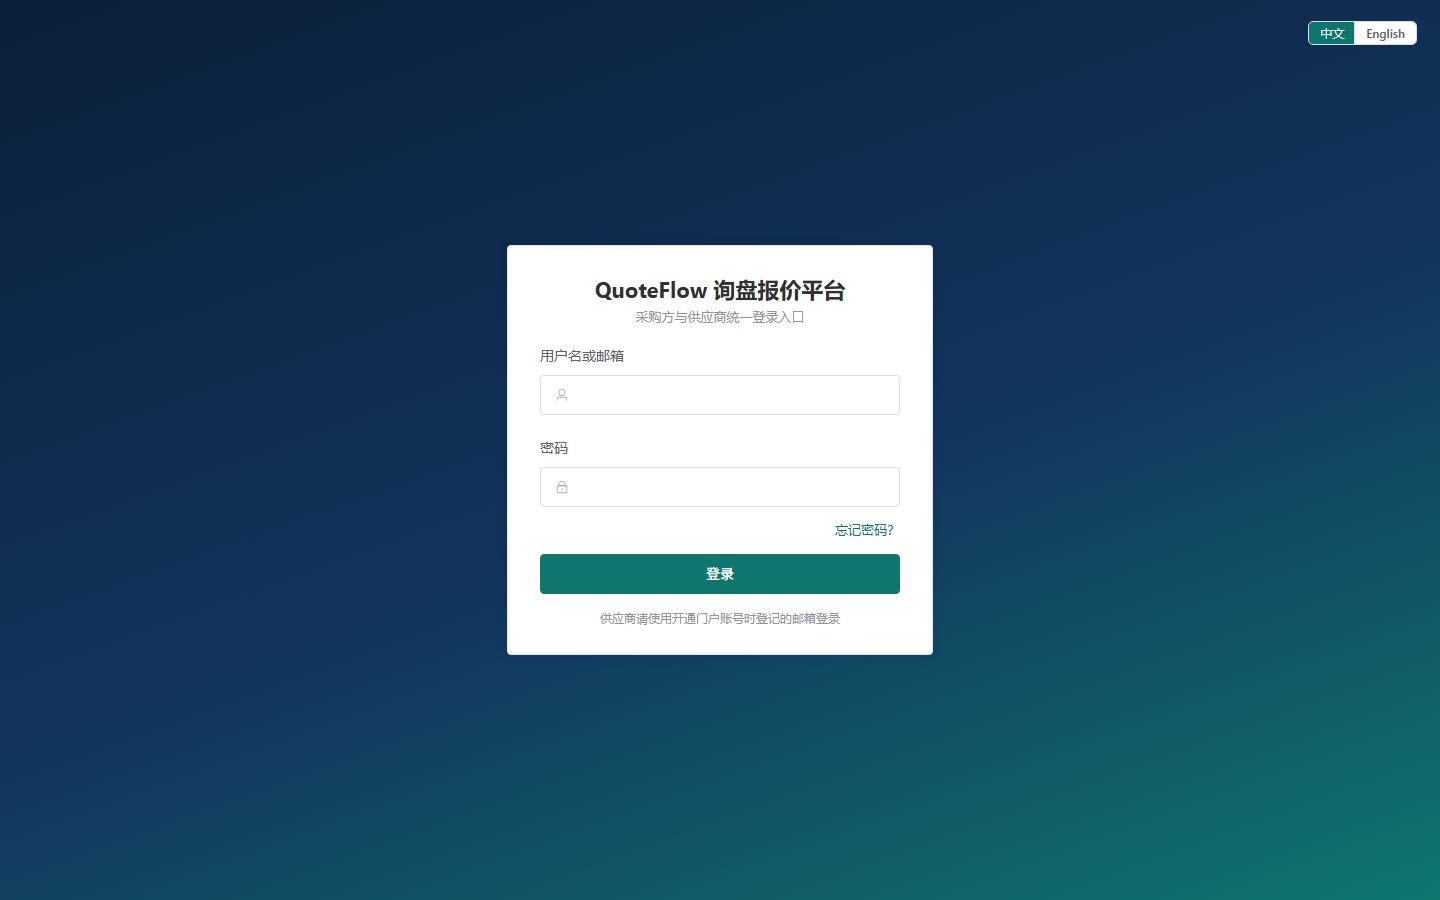 中文 English
QuoteFlow 询盘报价平台
采购方与供应商统一登录入口
用户名或邮箱
密码
忘记密码？
登录
供应商请使用开通门户账号时登记的邮箱登录